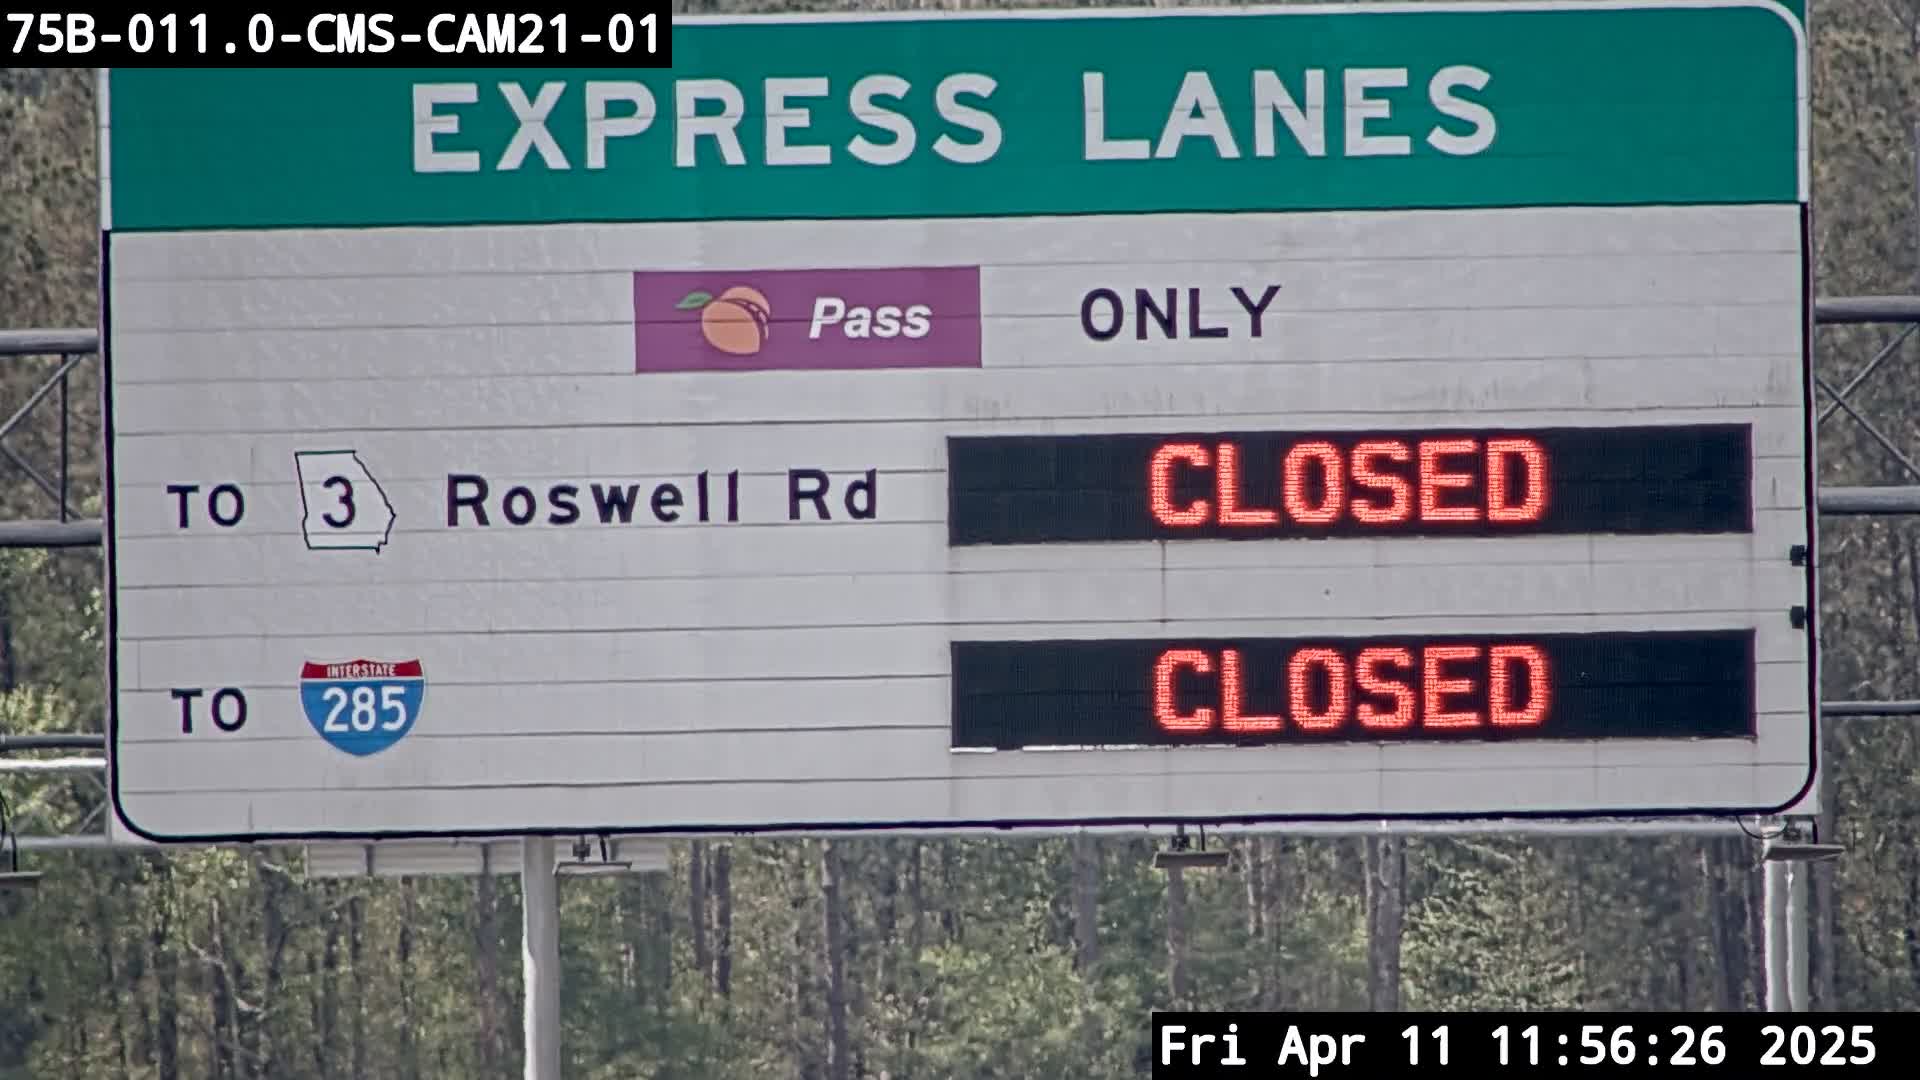 75B-011.0-CMS-CAM21-01
EXPRESS LANES
Pass ONLY
TO 3 Roswell Rd CLOSED
TO INTERSTATE 285 CLOSED
Fri Apr 11 11:56:26 2025